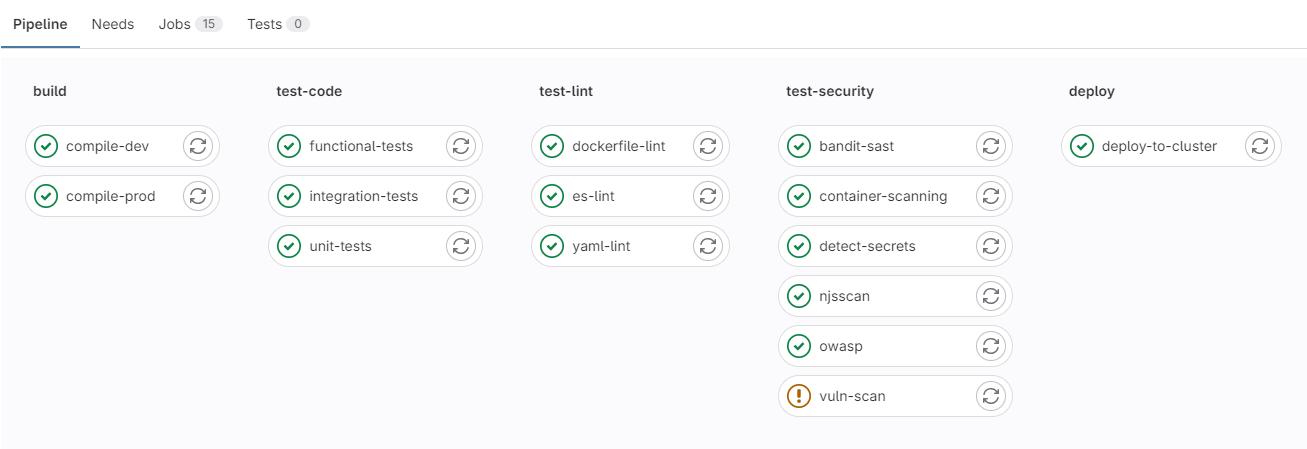 Pipeline Needs Jobs 15 Tests 0
build test-code test-lint test-security deploy
compile-dev functional-tests dockerfile-lint bandit-sast deploy-to-cluster
compile-prod integration-tests es-lint container-scanning
unit-tests yaml-lint detect-secrets
njsscan
owasp
vuln-scan